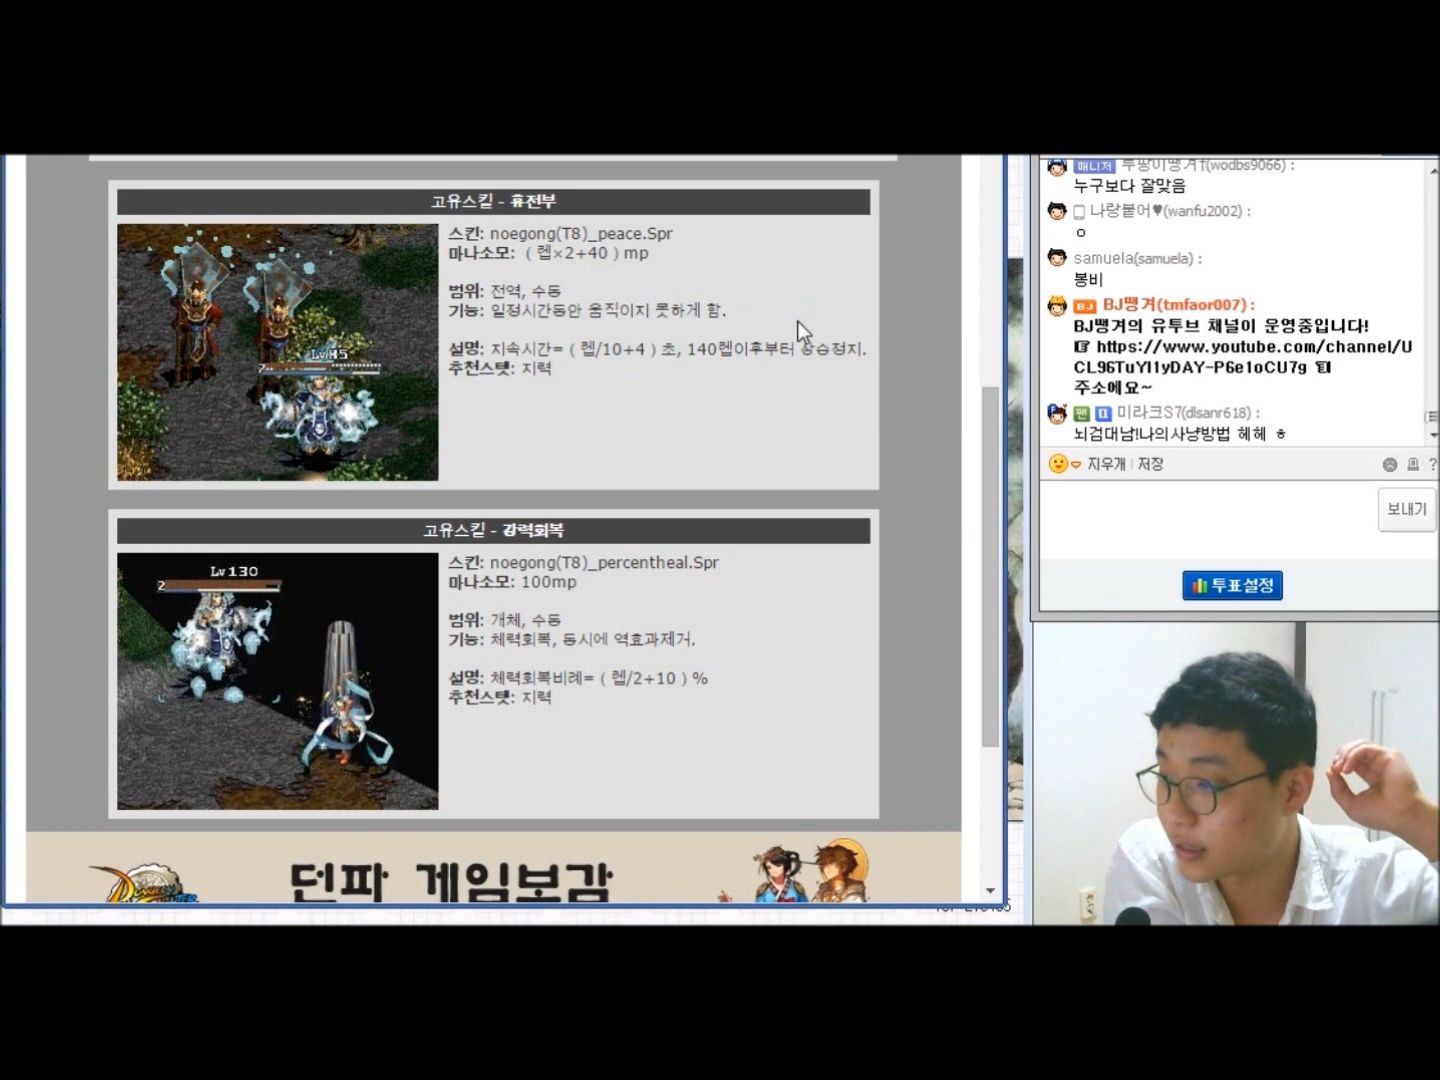 고유스킬 - 휴전부
스킨: noegong(T8)_peace.Spr
마나소모: ( 렙×2+40 ) mp
범위: 전역, 수동
기능: 일정시간동안 움직이지 못하게 함.
설명: 지속시간= ( 렙/10+4 ) 초, 140렙이후부터 상승정지.
추천스텟: 지력
Lv85
7
고유스킬 - 강력회복
스킨: noegong(T8)_percentheal.Spr
마나소모: 100mp
범위: 개체, 수동
기능: 체력회복, 동시에 역효과제거.
설명: 체력회복비례= ( 렙/2+10 ) %
추천스텟: 지력
Lv130
2
던파 게임보감
매니저 (wodbs9066) :
누구보다 잘맞음
나랑붙어♥(wanfu2002) :
ㅇ
samuela(samuela) :
봉비
BJ BJ땡겨(tmfaor007) :
BJ땡겨의 유투브 채널이 운영중입니다!
☞ https://www.youtube.com/channel/U
CL96TuYI1yDAY-P6e1oCU7g ☜
주소에요~
팬 미라크S7(dlsanr618) :
뇌검대남!나의사냥방법 헤헤 ㅎ
지우개 | 저장
?
보내기
투표설정